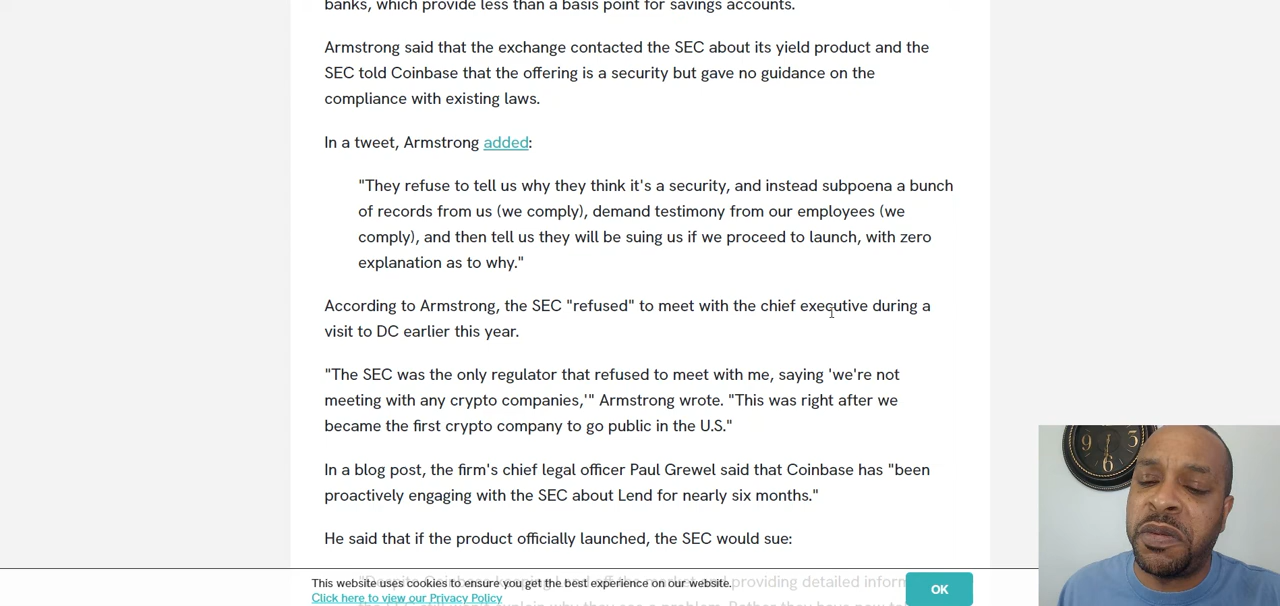 banks, which provide less than a basis point for savings accounts.
Armstrong said that the exchange contacted the SEC about its yield product and the
SEC told Coinbase that the offering is a security but gave no guidance on the
compliance with existing laws.
In a tweet, Armstrong added:
"They refuse to tell us why they think it's a security, and instead subpoena a bunch
of records from us (we comply), demand testimony from our employees (we
comply), and then tell us they will be suing us if we proceed to launch, with zero
explanation as to why."
According to Armstrong, the SEC "refused" to meet with the chief executive during a
visit to DC earlier this year.
"The SEC was the only regulator that refused to meet with me, saying 'we're not
meeting with any crypto companies,'" Armstrong wrote. "This was right after we
became the first crypto company to go public in the U.S."
In a blog post, the firm's chief legal officer Paul Grewel said that Coinbase has "been
proactively engaging with the SEC about Lend for nearly six months."
He said that if the product officially launched, the SEC would sue:
This website uses cookies to ensure you get the best experience on our website.
providing detailed
Click here to view our Privacy Policy
OK
9 3
6